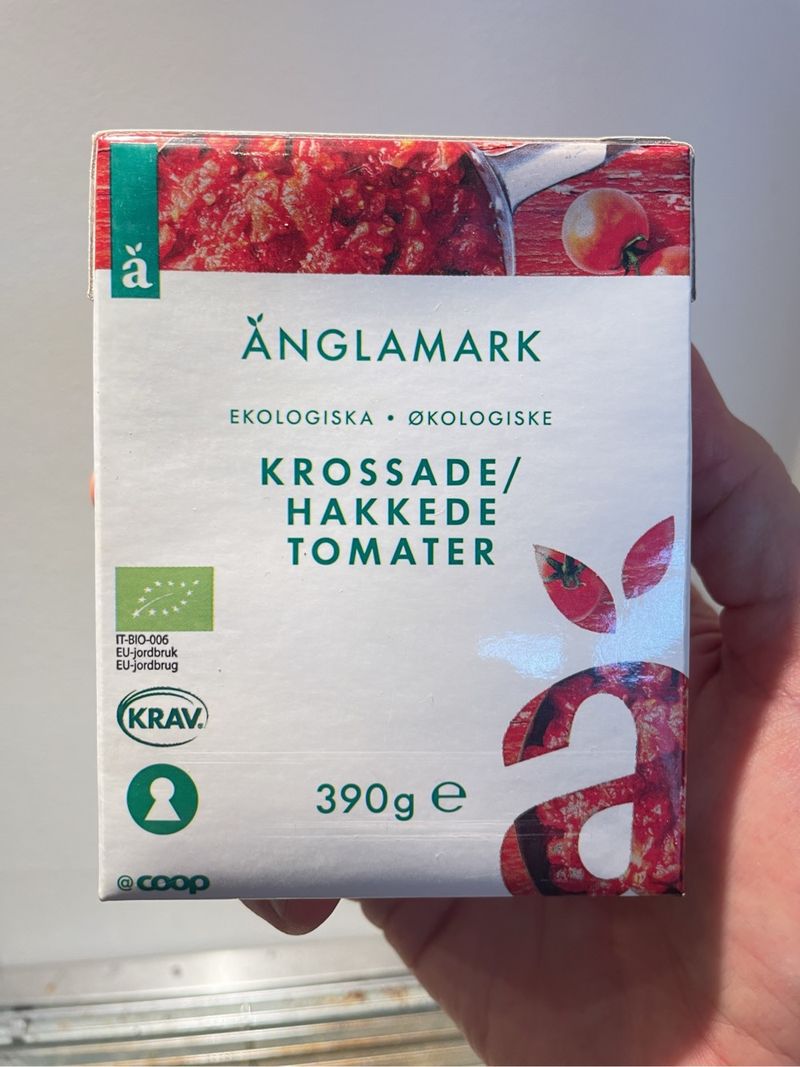 ä
ÄNGLAMARK
EKOLOGISKA • ØKOLOGISKE
KROSSADE/
HAKKEDE
TOMATER
IT-BIO-006
EU-jordbruk
EU-jordbrug
KRAV
390g ℮
@coop
ä